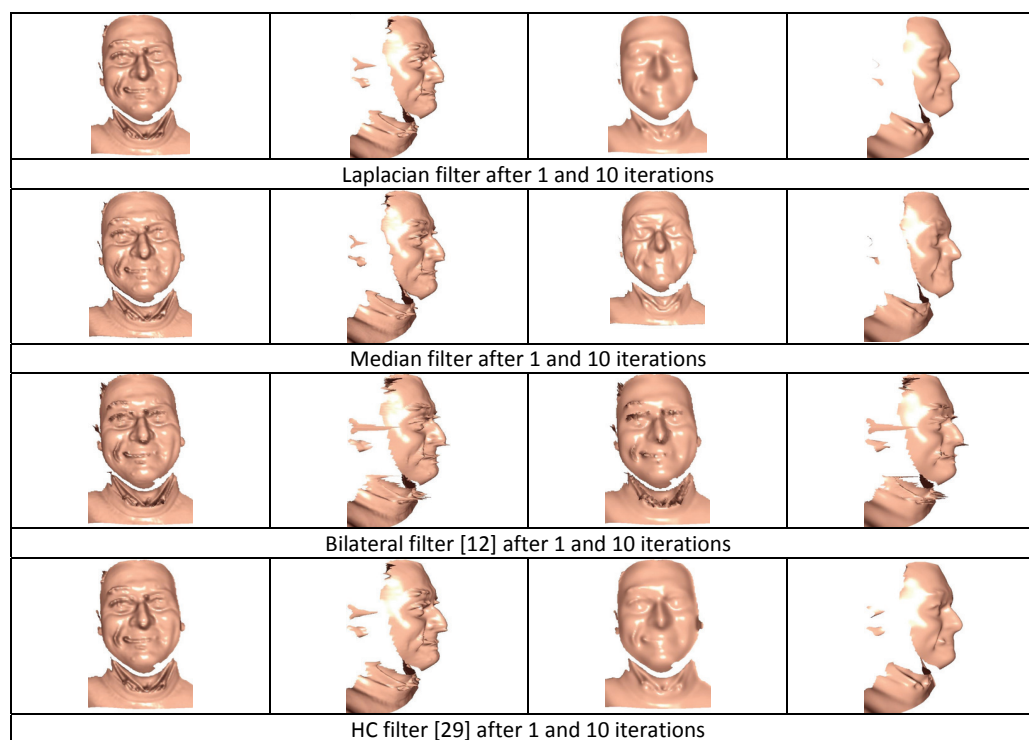 Laplacian filter after 1 and 10 iterations
Median filter after 1 and 10 iterations
Bilateral filter [12] after 1 and 10 iterations
HC filter [29] after 1 and 10 iterations